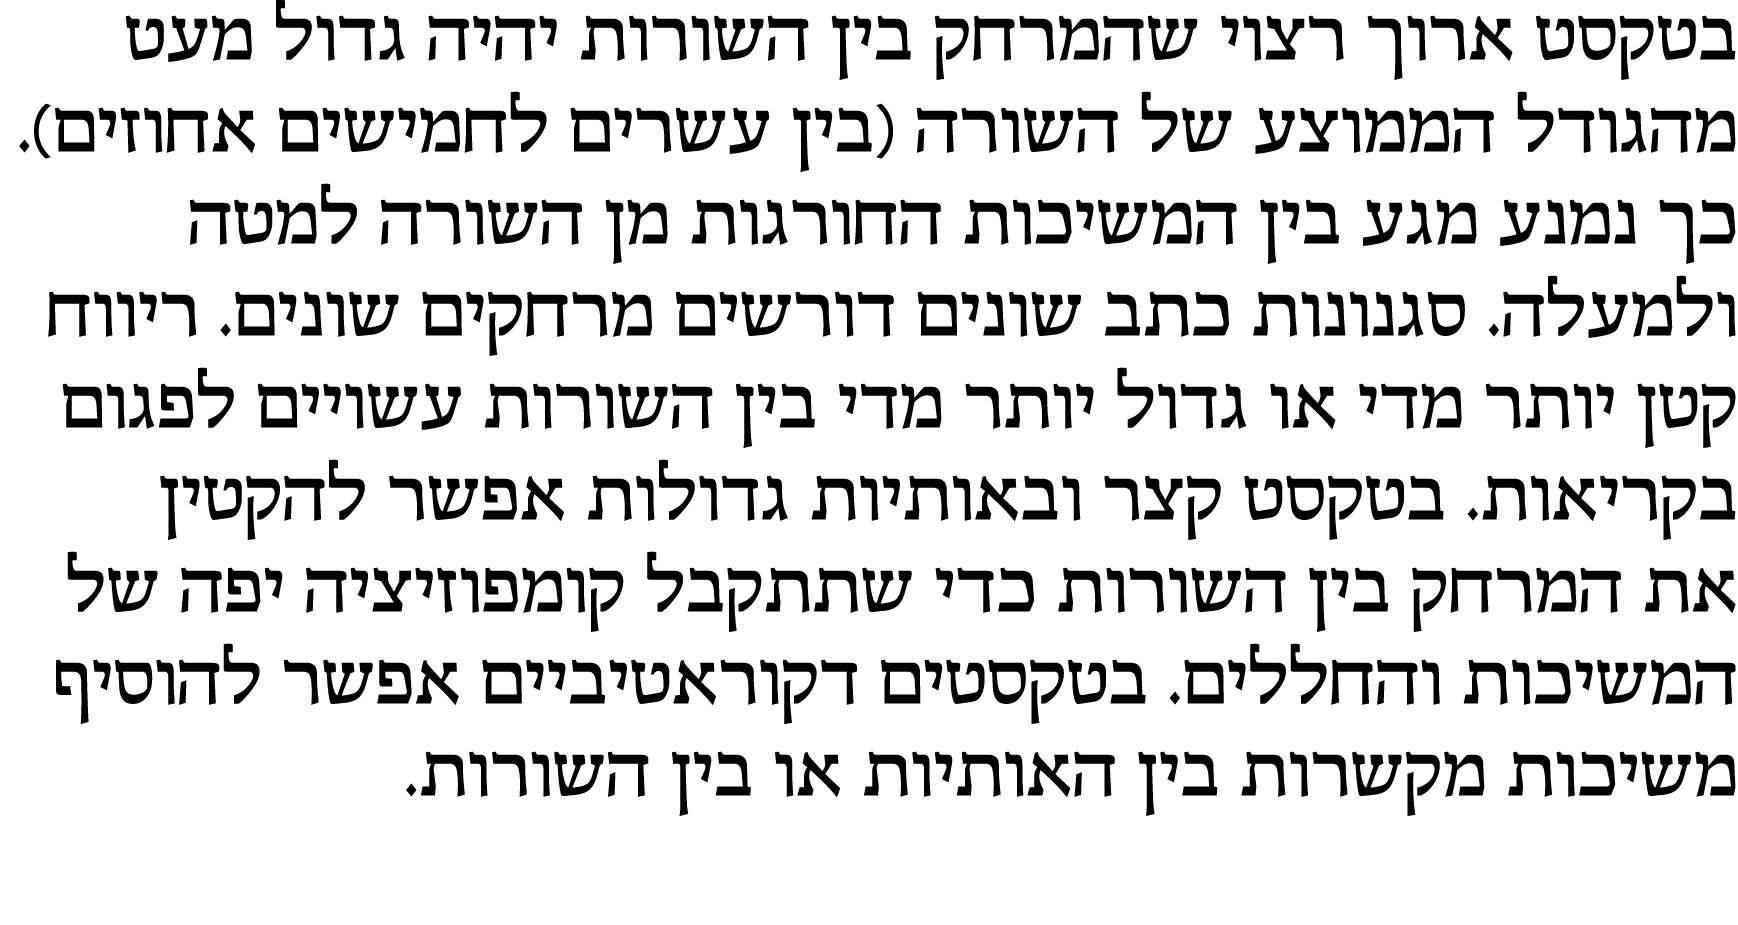 בטקסט ארוך רצוי שהמרחק בין השורות יהיה גדול מעט
מהגודל הממוצע של השורה (בין עשרים לחמישים אחוזים).
כך נמנע מגע בין המשיכות החורגות מן השורה למטה
ולמעלה. סגנונות כתב שונים דורשים מרחקים שונים. ריווח
קטן יותר מדי או גדול יותר מדי בין השורות עשויים לפגום
בקריאות. בטקסט קצר ובאותיות גדולות אפשר להקטין
את המרחק בין השורות כדי שתתקבל קומפוזיציה יפה של
המשיכות והחללים. בטקסטים דקוראטיביים אפשר להוסיף
משיכות מקשרות בין האותיות או בין השורות.